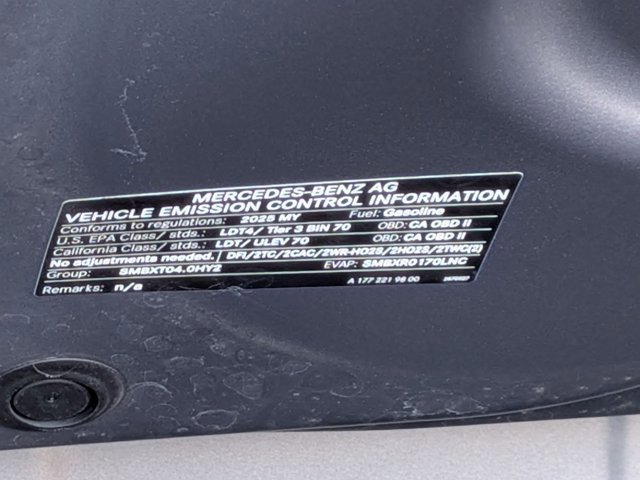 MERCEDES-BENZ AG
VEHICLE EMISSION CONTROL INFORMATION
Conforms to regulations: 2025 MY Fuel: Gasoline
U.S. EPA Class/ stds.: LDT4/ Tier 3 BIN 70 OBD: CA OBD II
California Class/ stds.: LDT/ ULEV 70 OBD: CA OBD II
No adjustments needed. DFI/2TC/2CAC/2WR-HO2S/2HO2S/2TWC(2)
Group: SMBXT04.0HY2 EVAP: SMBXR0170LNC
Remarks: n/a A 177 221 98 00